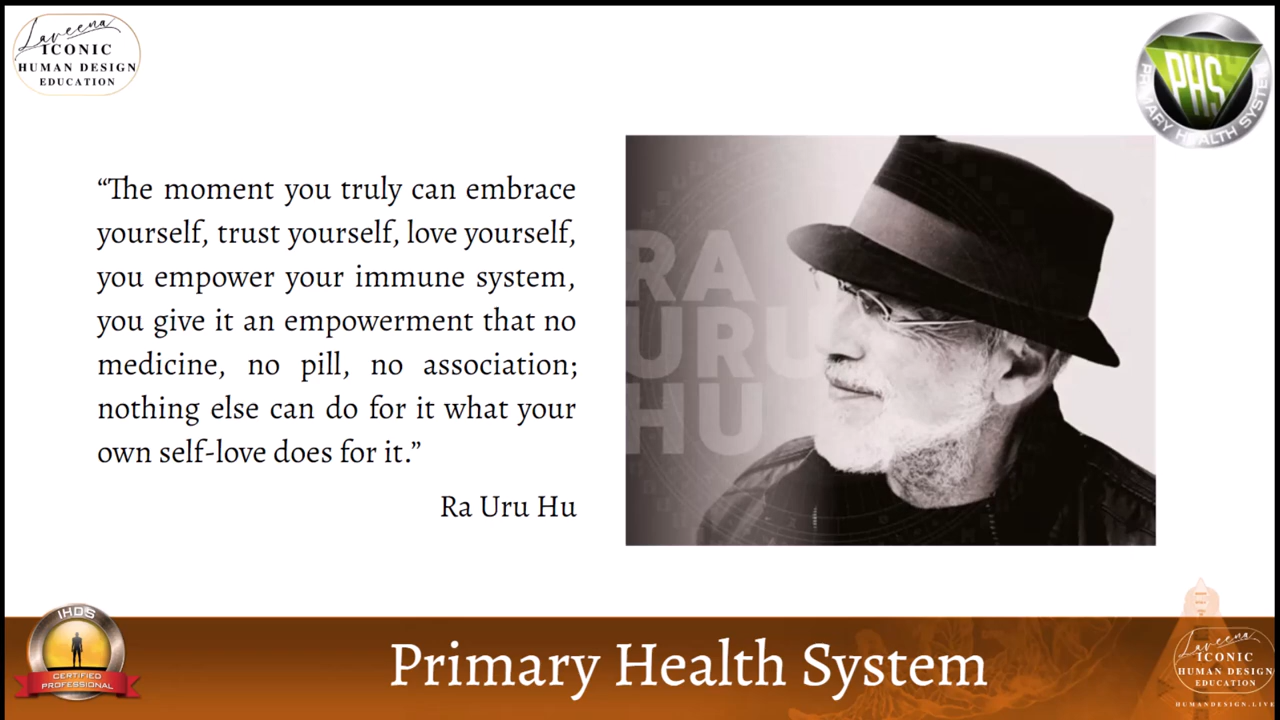 Laveena
ICONIC
HUMAN DESIGN
EDUCATION
PHS
PRIMARY HEALTH SYSTEM
“The moment you truly can embrace
yourself, trust yourself, love yourself,
you empower your immune system,
you give it an empowerment that no
medicine, no pill, no association;
nothing else can do for it what your
own self-love does for it.”
Ra Uru Hu
RA
URU
HU
IHDS
CERTIFIED
PROFESSIONAL
Primary Health System
Laveena
ICONIC
HUMAN DESIGN
EDUCATION
HUMANDESIGN.LIVE